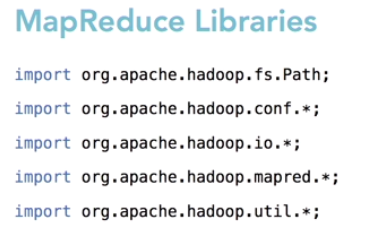 MapReduce Libraries
import org.apache.hadoop.fs.Path;
import org.apache.hadoop.conf.*;
import org.apache.hadoop.io.*;
import org.apache.hadoop.mapred.*;
import org.apache.hadoop.util.*;